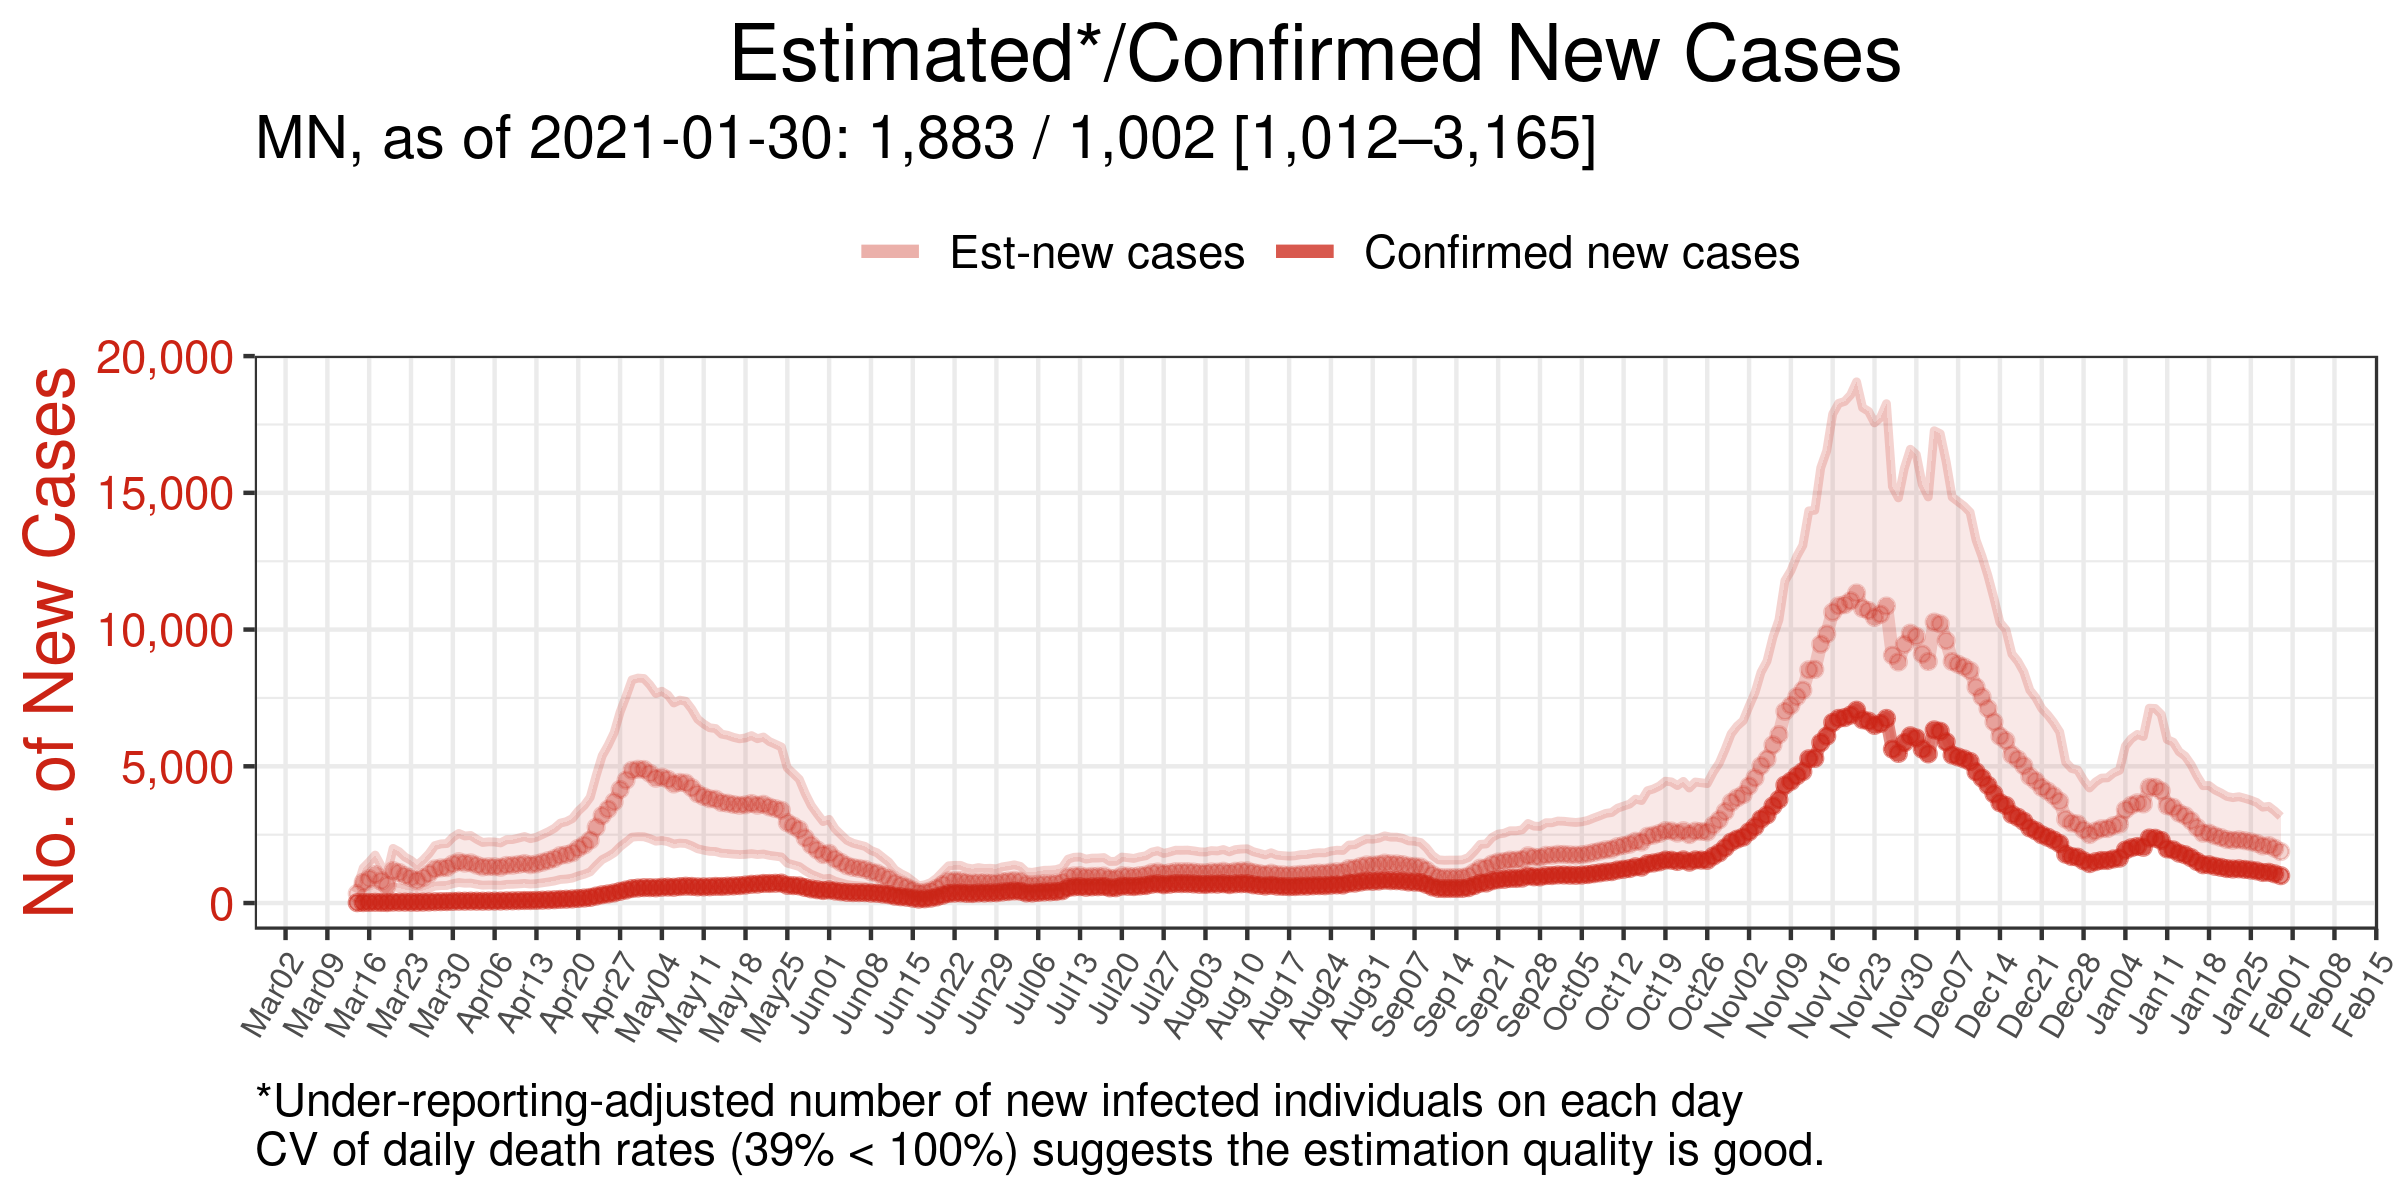 Estimated*/Confirmed New Cases
MN, as of 2021-01-30: 1,883 / 1,002 [1,012–3,165]
Est-new cases
Confirmed new cases
No. of New Cases
20,000
15,000
10,000
5,000
0
Mar02
Mar09
Mar16
Mar23
Mar30
Apr06
Apr13
Apr20
Apr27
May04
May11
May18
May25
Jun01
Jun08
Jun15
Jun22
Jun29
Jul06
Jul13
Jul20
Jul27
Aug03
Aug10
Aug17
Aug24
Aug31
Sep07
Sep14
Sep21
Sep28
Oct05
Oct12
Oct19
Oct26
Nov02
Nov09
Nov16
Nov23
Nov30
Dec07
Dec14
Dec21
Dec28
Jan04
Jan11
Jan18
Jan25
Feb01
Feb08
Feb15
*Under-reporting-adjusted number of new infected individuals on each day
CV of daily death rates (39% < 100%) suggests the estimation quality is good.